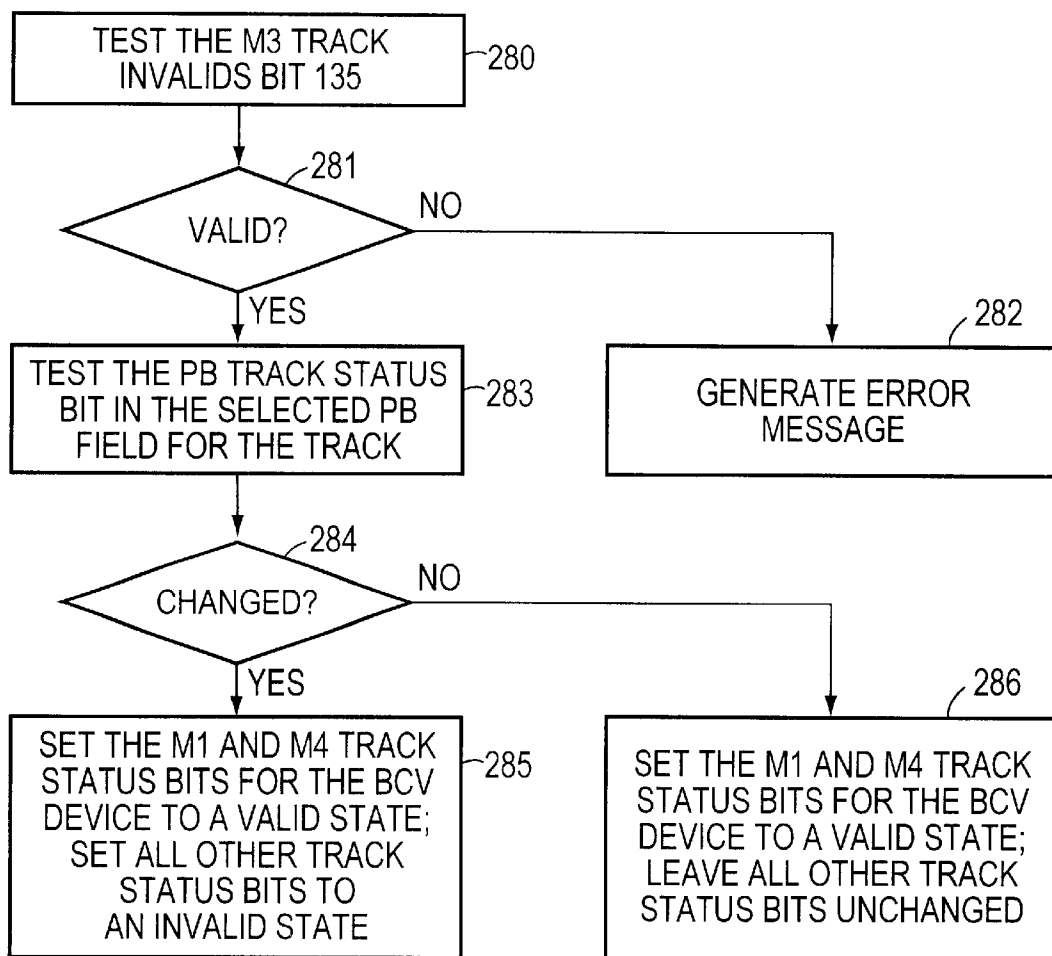 TEST THE M3 TRACK
INVALIDS BIT 135
280
281
VALID?
NO
YES
282
GENERATE ERROR
MESSAGE
TEST THE PB TRACK STATUS
BIT IN THE SELECTED PB
FIELD FOR THE TRACK
283
284
CHANGED?
NO
YES
SET THE M1 AND M4 TRACK
STATUS BITS FOR THE BCV
DEVICE TO A VALID STATE;
SET ALL OTHER TRACK
STATUS BITS TO
AN INVALID STATE
285
286
SET THE M1 AND M4 TRACK
STATUS BITS FOR THE BCV
DEVICE TO A VALID STATE;
LEAVE ALL OTHER TRACK
STATUS BITS UNCHANGED